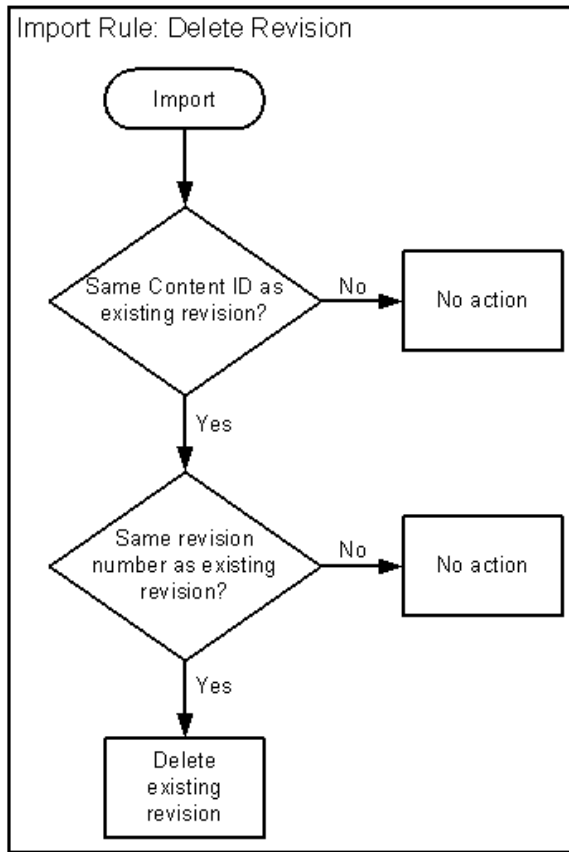 Import Rule: Delete Revision
Import
Same Content ID as
existing revision?
No
No action
Yes
Same revision
number as existing
revision?
No
No action
Yes
Delete
existing
revision